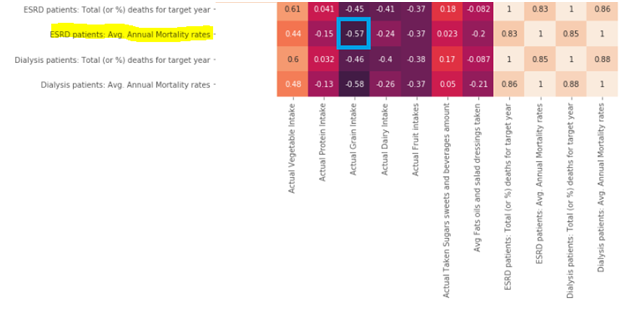 ESRD patients: Total (or %) deaths for target year - 0.61 0.041 -0.45 -0.41 -0.37 0.18 -0.082 1 0.83 1 0.86
ESRD patients: Avg. Annual Mortality rates - 0.44 -0.15 -0.57 -0.24 -0.37 0.023 -0.2 0.83 1 0.85 1
Dialysis patients: Total (or %) deaths for target year - 0.6 0.032 -0.46 -0.4 -0.38 0.17 -0.087 1 0.85 1 0.88
Dialysis patients: Avg. Annual Mortality rates - 0.48 -0.13 -0.58 -0.26 -0.37 0.05 -0.21 0.86 1 0.88 1
Actual Vegetable Intake
Actual Protein Intake
Actual Grain Intake
Actual Dairy Intake
Actual Fruit intakes
Actual Taken Sugars sweets and beverages amount
Avg Fats oils and salad dressings taken
ESRD patients: Total (or %) deaths for target year
ESRD patients: Avg. Annual Mortality rates
Dialysis patients: Total (or %) deaths for target year
Dialysis patients: Avg. Annual Mortality rates